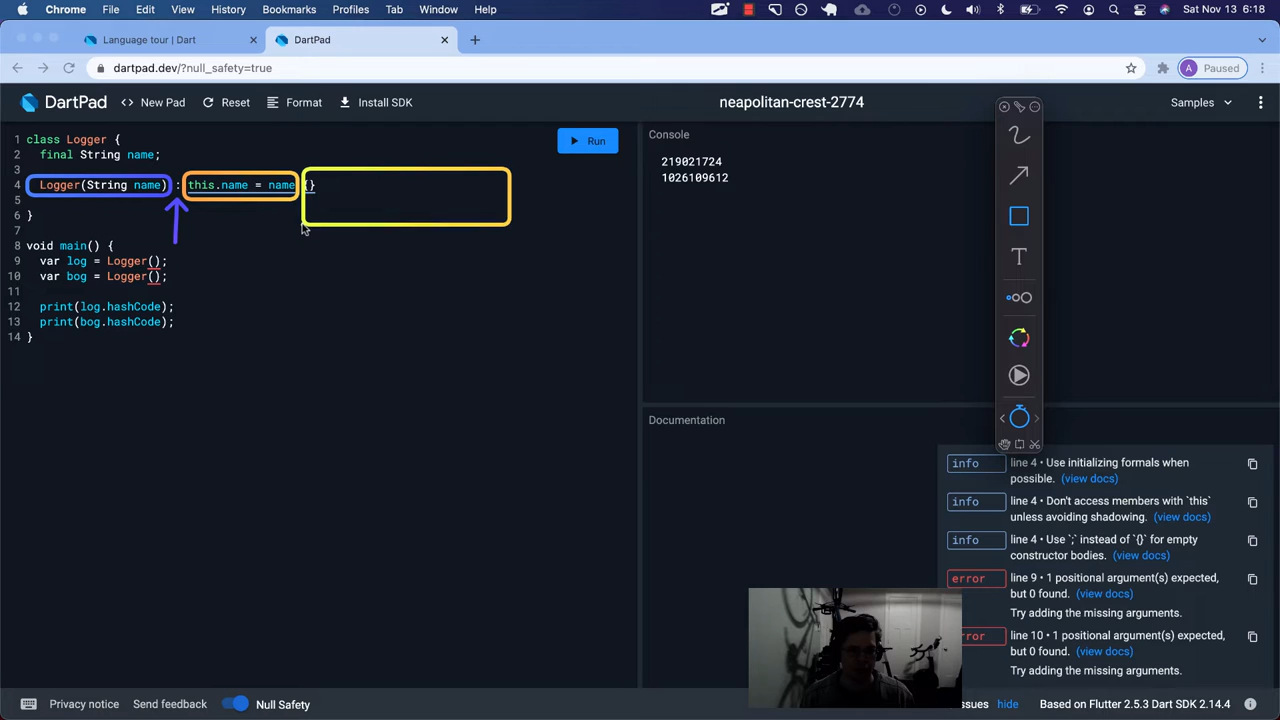 Chrome File Edit View History Bookmarks Profiles Tab Window Help Sat Nov 13 6:18
Language tour | Dart DartPad
dartpad.dev/?null_safety=true A Paused
DartPad <> New Pad Reset Format Install SDK neapolitan-crest-2774 Samples
Run
1 class Logger {
2 final String name;
3
4 Logger(String name) : this.name = name {}
5
6 }
7
8 void main() {
9 var log = Logger();
10 var bog = Logger();
11
12 print(log.hashCode);
13 print(bog.hashCode);
14 }
Console
219021724
1026109612
T
Documentation
info line 4 • Use initializing formals when
possible. (view docs)
info line 4 • Don't access members with `this`
unless avoiding shadowing. (view docs)
info line 4 • Use `;` instead of `{}` for empty
constructor bodies. (view docs)
error line 9 • 1 positional argument(s) expected,
but 0 found. (view docs)
Try adding the missing arguments.
rror line 10 • 1 positional argument(s) expected,
but 0 found. (view docs)
Try adding the missing arguments.
Privacy notice Send feedback Null Safety issues hide Based on Flutter 2.5.3 Dart SDK 2.14.4